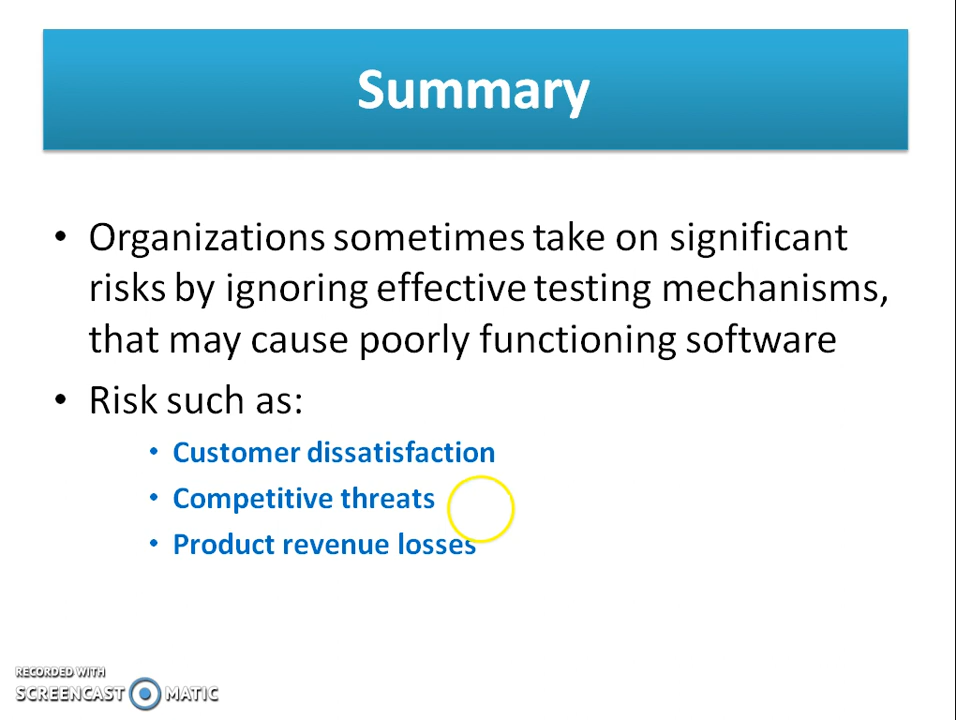 Summary
• Organizations sometimes take on significant
risks by ignoring effective testing mechanisms,
that may cause poorly functioning software
• Risk such as:
• Customer dissatisfaction
• Competitive threats
• Product revenue losses
RECORDED WITH
SCREENCAST MATIC